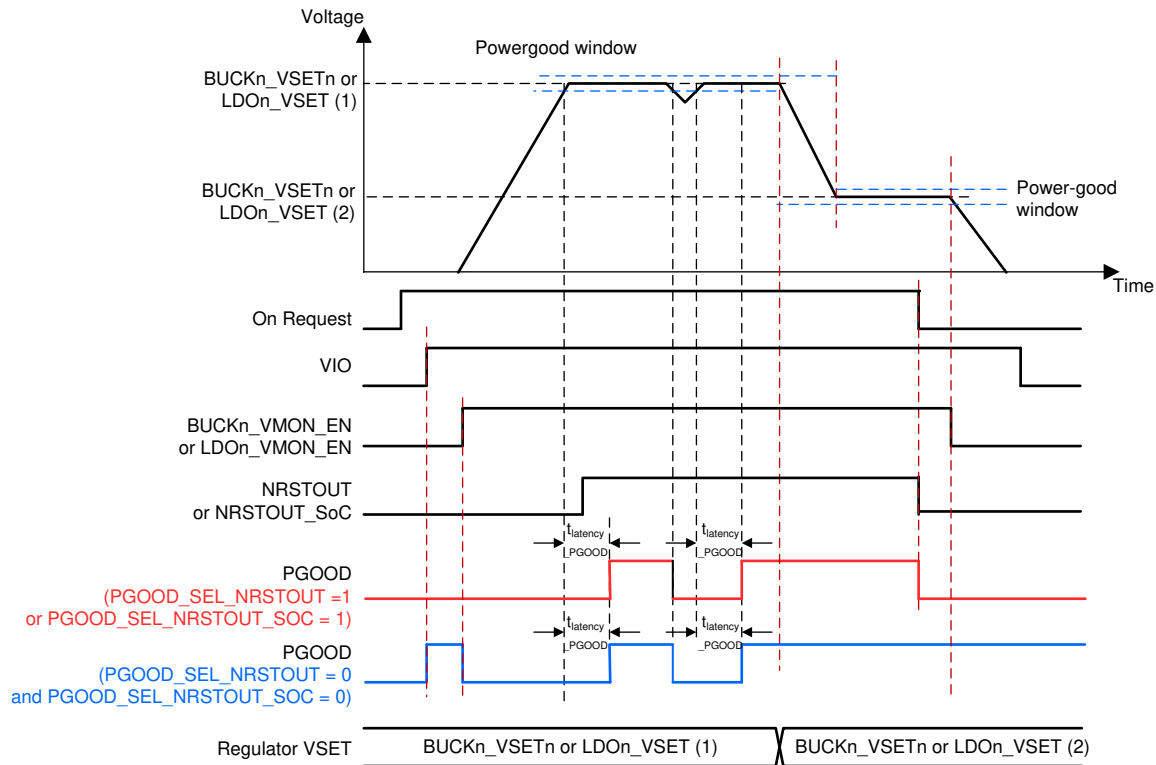 Voltage
Powergood window
BUCKn_VSETn or
LDOn_VSET (1)
BUCKn_VSETn or
LDOn_VSET (2)
Power-good
window
Time
On Request
VIO
BUCKn_VMON_EN
or LDOn_VMON_EN
NRSTOUT
or NRSTOUT_SoC
tlatency
_PGOOD
tlatency
_PGOOD
PGOOD
(PGOOD_SEL_NRSTOUT =1
or PGOOD_SEL_NRSTOUT_SOC = 1)
tlatency
_PGOOD
tlatency
_PGOOD
PGOOD
(PGOOD_SEL_NRSTOUT = 0
and PGOOD_SEL_NRSTOUT_SOC = 0)
Regulator VSET
BUCKn_VSETn or LDOn_VSET (1)
BUCKn_VSETn or LDOn_VSET (2)